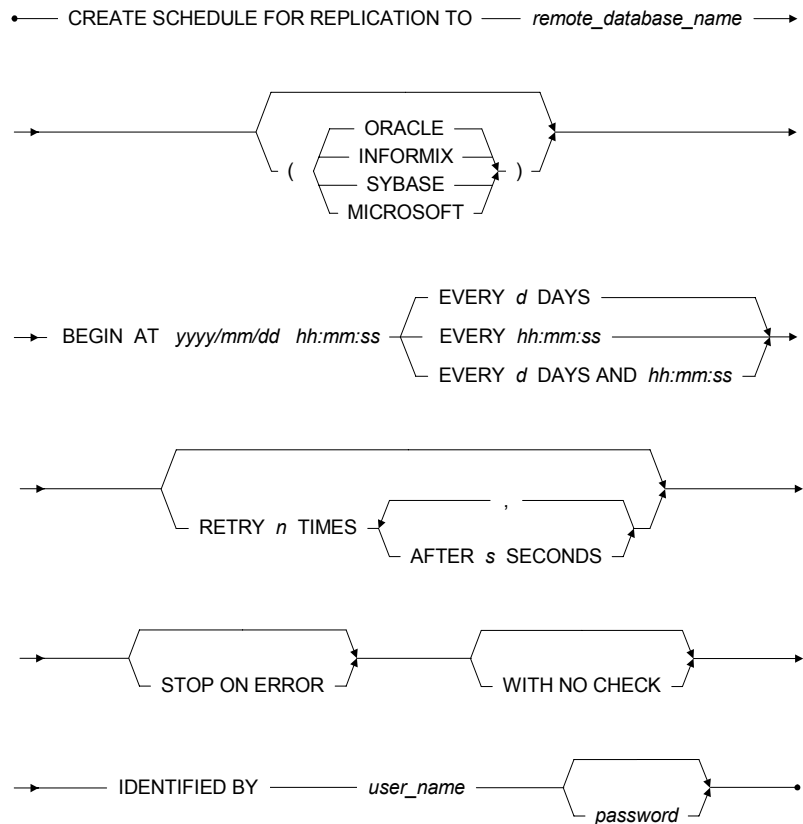 CREATE SCHEDULE FOR REPLICATION TO remote_database_name
ORACLE
INFORMIX
( )
SYBASE
MICROSOFT
EVERY d DAYS
BEGIN AT yyyy/mm/dd hh:mm:ss EVERY hh:mm:ss
EVERY d DAYS AND hh:mm:ss
,
RETRY n TIMES
AFTER s SECONDS
STOP ON ERROR WITH NO CHECK
IDENTIFIED BY user_name
password